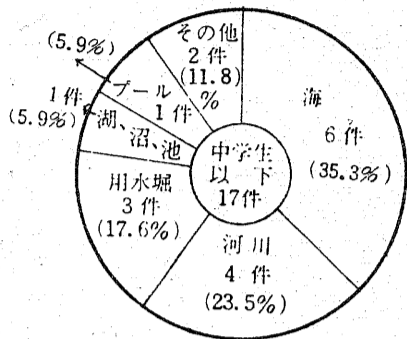 その他
2件
(11.8)
%
海
6件
(35.3%)
河川
4件
(23.5%)
用水堀
3件
(17.6%)
湖、沼、池
1件
(5.9%)
プール
1件
(5.9%)
中学生
以下
17件